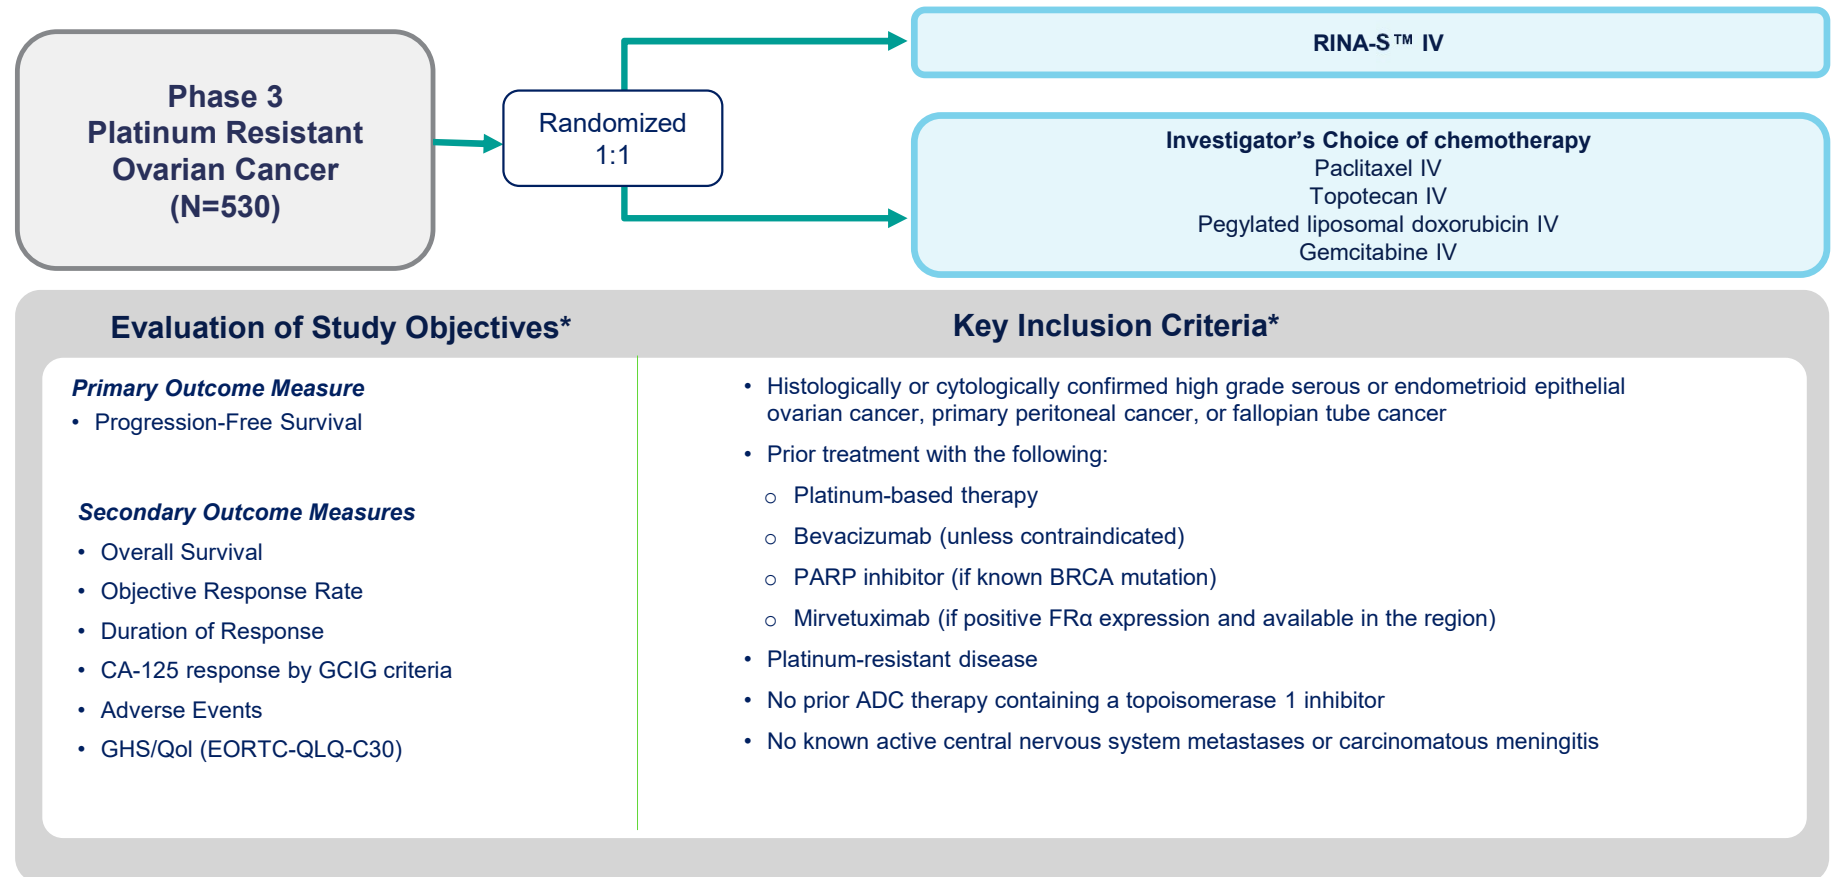 Phase 3
Platinum Resistant
Ovarian Cancer
(N=530)
Randomized
1:1
RINA-S™ IV
Investigator’s Choice of chemotherapy
Paclitaxel IV
Topotecan IV
Pegylated liposomal doxorubicin IV
Gemcitabine IV
Evaluation of Study Objectives*
Primary Outcome Measure
• Progression-Free Survival
Secondary Outcome Measures
• Overall Survival
• Objective Response Rate
• Duration of Response
• CA-125 response by GCIG criteria
• Adverse Events
• GHS/Qol (EORTC-QLQ-C30)
Key Inclusion Criteria*
• Histologically or cytologically confirmed high grade serous or endometrioid epithelial
ovarian cancer, primary peritoneal cancer, or fallopian tube cancer
• Prior treatment with the following:
o Platinum-based therapy
o Bevacizumab (unless contraindicated)
o PARP inhibitor (if known BRCA mutation)
o Mirvetuximab (if positive FRα expression and available in the region)
• Platinum-resistant disease
• No prior ADC therapy containing a topoisomerase 1 inhibitor
• No known active central nervous system metastases or carcinomatous meningitis